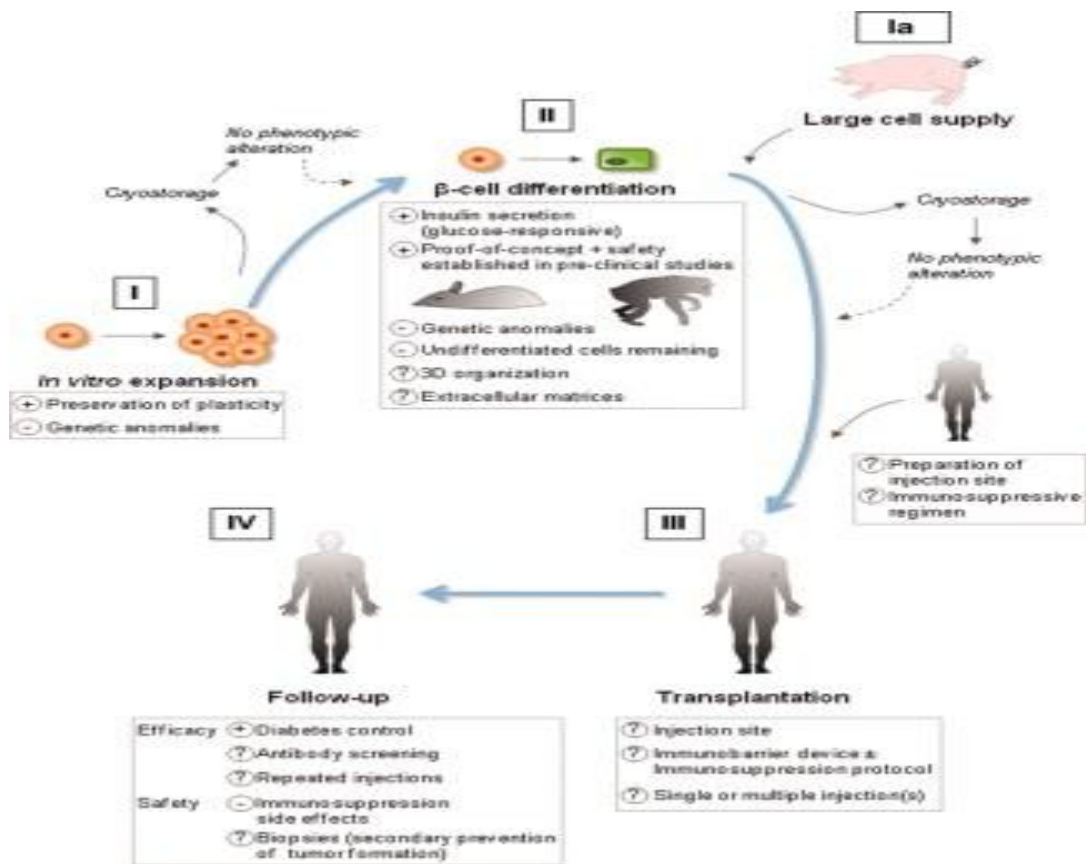 Ia
Large cell supply
II
No phenotypic
alteration
β-cell differentiation
Cryostorage
+ Insulin secretion
(glucose-responsive)
+ Proof-of-concept + safety
established in pre-clinical studies
- Genetic anomalies
- Undifferentiated cells remaining
? 3D organization
? Extracellular matrices
Cryostorage
No phenotypic
alteration
I
In vitro expansion
+ Preservation of plasticity
- Genetic anomalies
? Preparation of
injection site
? Immunosuppressive
regimen
IV
Follow-up
Efficacy + Diabetes control
? Antibody screening
? Repeated injections
Safety - Immunosuppression
side effects
? Biopsies (secondary prevention
of tumor formation)
III
Transplantation
? Injection site
? Immunobarrier device ±
Immunosuppression protocol
? Single or multiple injection(s)